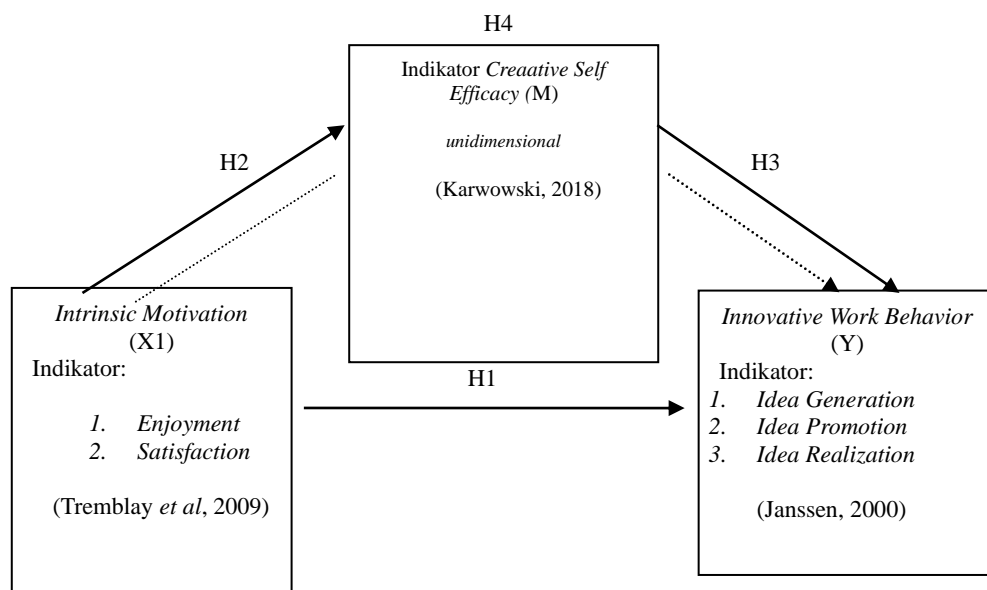 H4
Indikator Creaative Self
Efficacy (M)
unidimensional
(Karwowski, 2018)
H2
H3
Intrinsic Motivation
(X1)
Indikator:
1. Enjoyment
2. Satisfaction
(Tremblay et al, 2009)
H1
Innovative Work Behavior
(Y)
Indikator:
1. Idea Generation
2. Idea Promotion
3. Idea Realization
(Janssen, 2000)